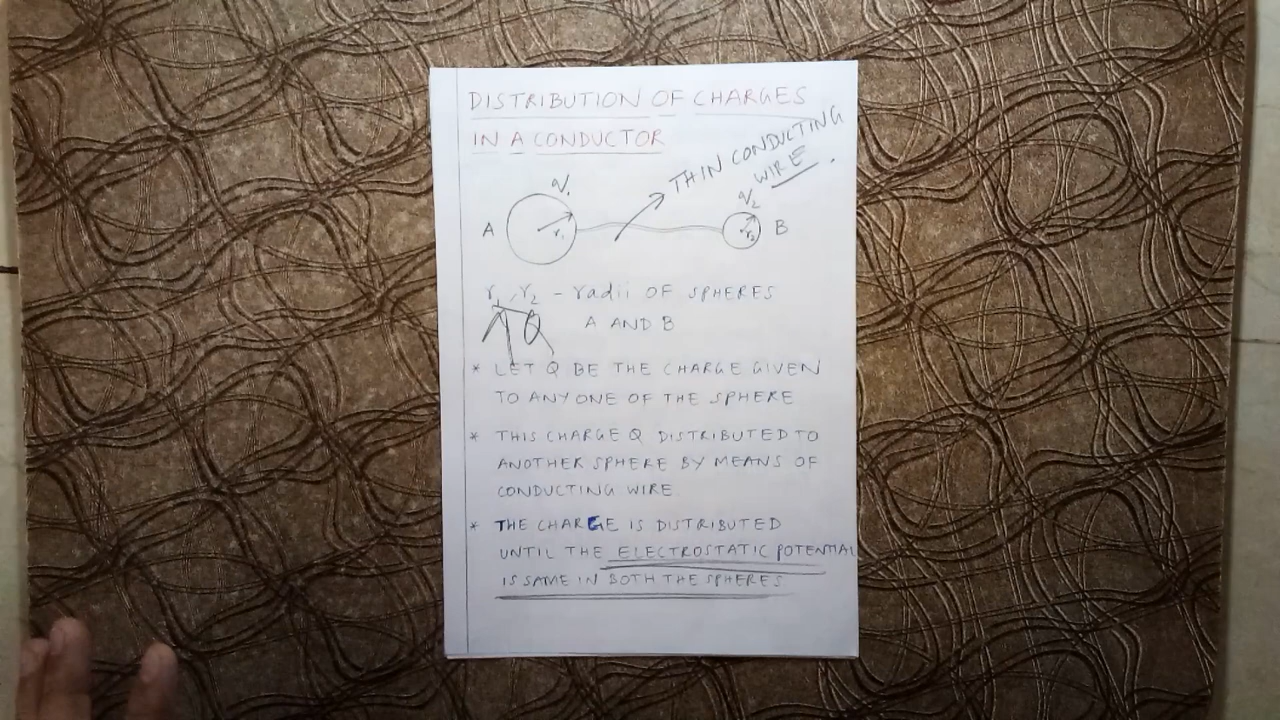 DISTRIBUTION OF CHARGES
IN A CONDUCTOR
THIN CONDUCTING
WIRE.
q1
q2
A
r1
r2
B
r1, r2 - radii OF SPHERES
A AND B
* LET Q BE THE CHARGE GIVEN
TO ANY ONE OF THE SPHERE
* THIS CHARGE Q DISTRIBUTED TO
ANOTHER SPHERE BY MEANS OF
CONDUCTING WIRE
* THE CHARGE IS DISTRIBUTED
UNTIL THE ELECTROSTATIC POTENTIAL
IS SAME IN BOTH THE SPHERES